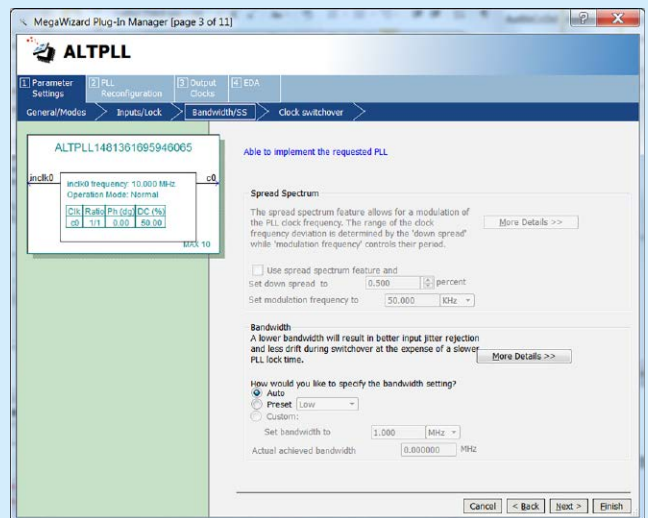 MegaWizard Plug-In Manager [page 3 of 11]
ALTPLL
1 Parameter Settings
2 PLL Reconfiguration
3 Output Clocks
4 EDA
General/Modes
Inputs/Lock
Bandwidth/SS
Clock switchover
ALTPLL1481361695946065
inclk0
c0
inclk0 frequency: 10.000 MHz
Operation Mode: Normal
Clk Ratio Ph (dg) DC (%)
c0 1/1 0.00 50.00
MAX 10
Able to implement the requested PLL
Spread Spectrum
The spread spectrum feature allows for a modulation of
the PLL clock frequency. The range of the clock
frequency deviation is determined by the 'down spread'
while 'modulation frequency' controls their period.
More Details >>
Use spread spectrum feature and
Set down spread to 0.500 percent
Set modulation frequency to 50.000 KHz
Bandwidth
A lower bandwidth will result in better input jitter rejection
and less drift during switchover at the expense of a slower
PLL lock time.
More Details >>
How would you like to specify the bandwidth setting?
Auto
Preset Low
Custom:
Set bandwidth to 1.000 MHz
Actual achieved bandwidth 0.000000 MHz
Cancel < Back Next > Finish